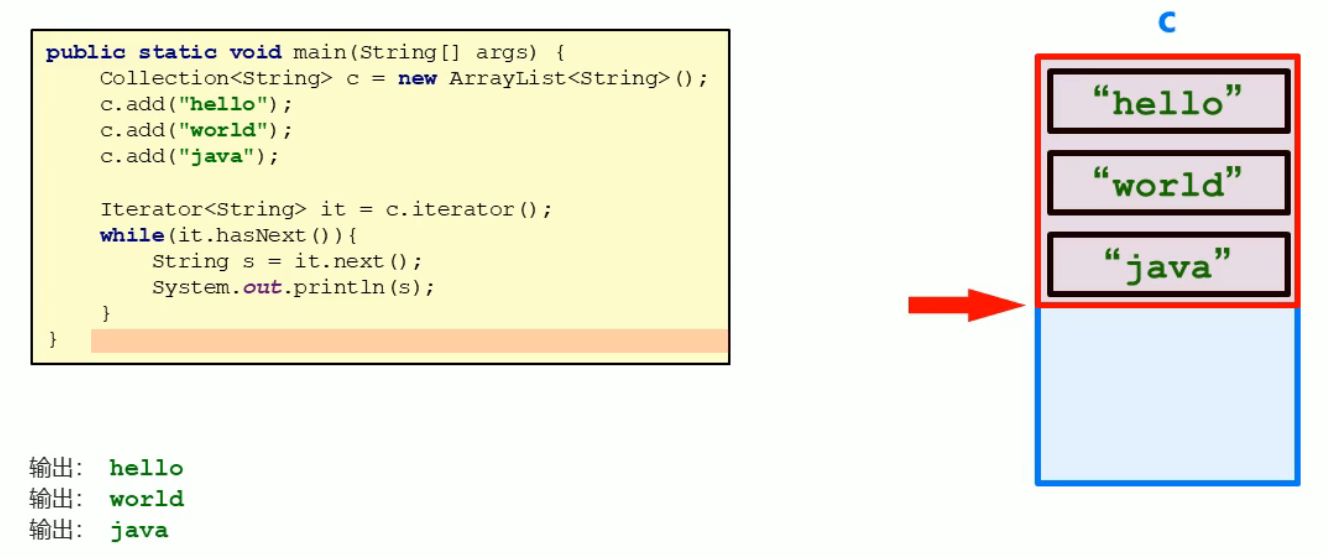 public static void main(String[] args) {
Collection<String> c = new ArrayList<String>();
c.add("hello");
c.add("world");
c.add("java");
Iterator<String> it = c.iterator();
while(it.hasNext()){
String s = it.next();
System.out.println(s);
}
}
输出： hello
输出： world
输出： java
C
“hello”
“world”
“java”